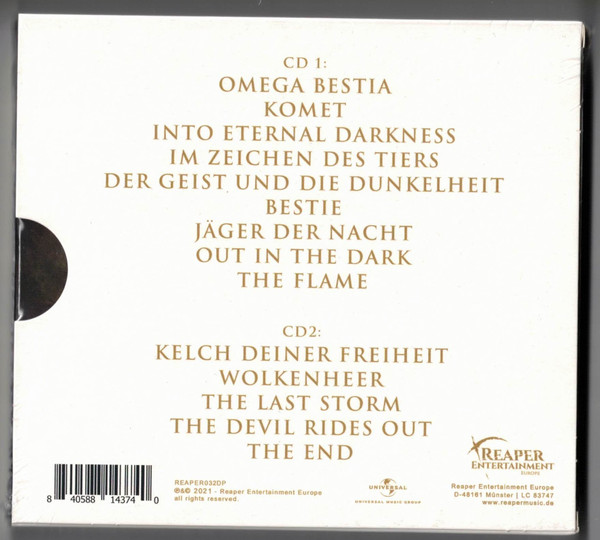 CD 1:
OMEGA BESTIA
KOMET
INTO ETERNAL DARKNESS
IM ZEICHEN DES TIERS
DER GEIST UND DIE DUNKELHEIT
BESTIE
JÄGER DER NACHT
OUT IN THE DARK
THE FLAME
CD2:
KELCH DEINER FREIHEIT
WOLKENHEER
THE LAST STORM
THE DEVIL RIDES OUT
THE END
8 40588 14374 0
REAPER032DP
℗&© 2021 - Reaper Entertainment Europe
all rights reserved.
UNIVERSAL
UNIVERSAL MUSIC GROUP
REAPER
ENTERTAINMENT
EUROPE
Reaper Entertainment Europe
D-48161 Münster | LC 83747
www.reapermusic.de